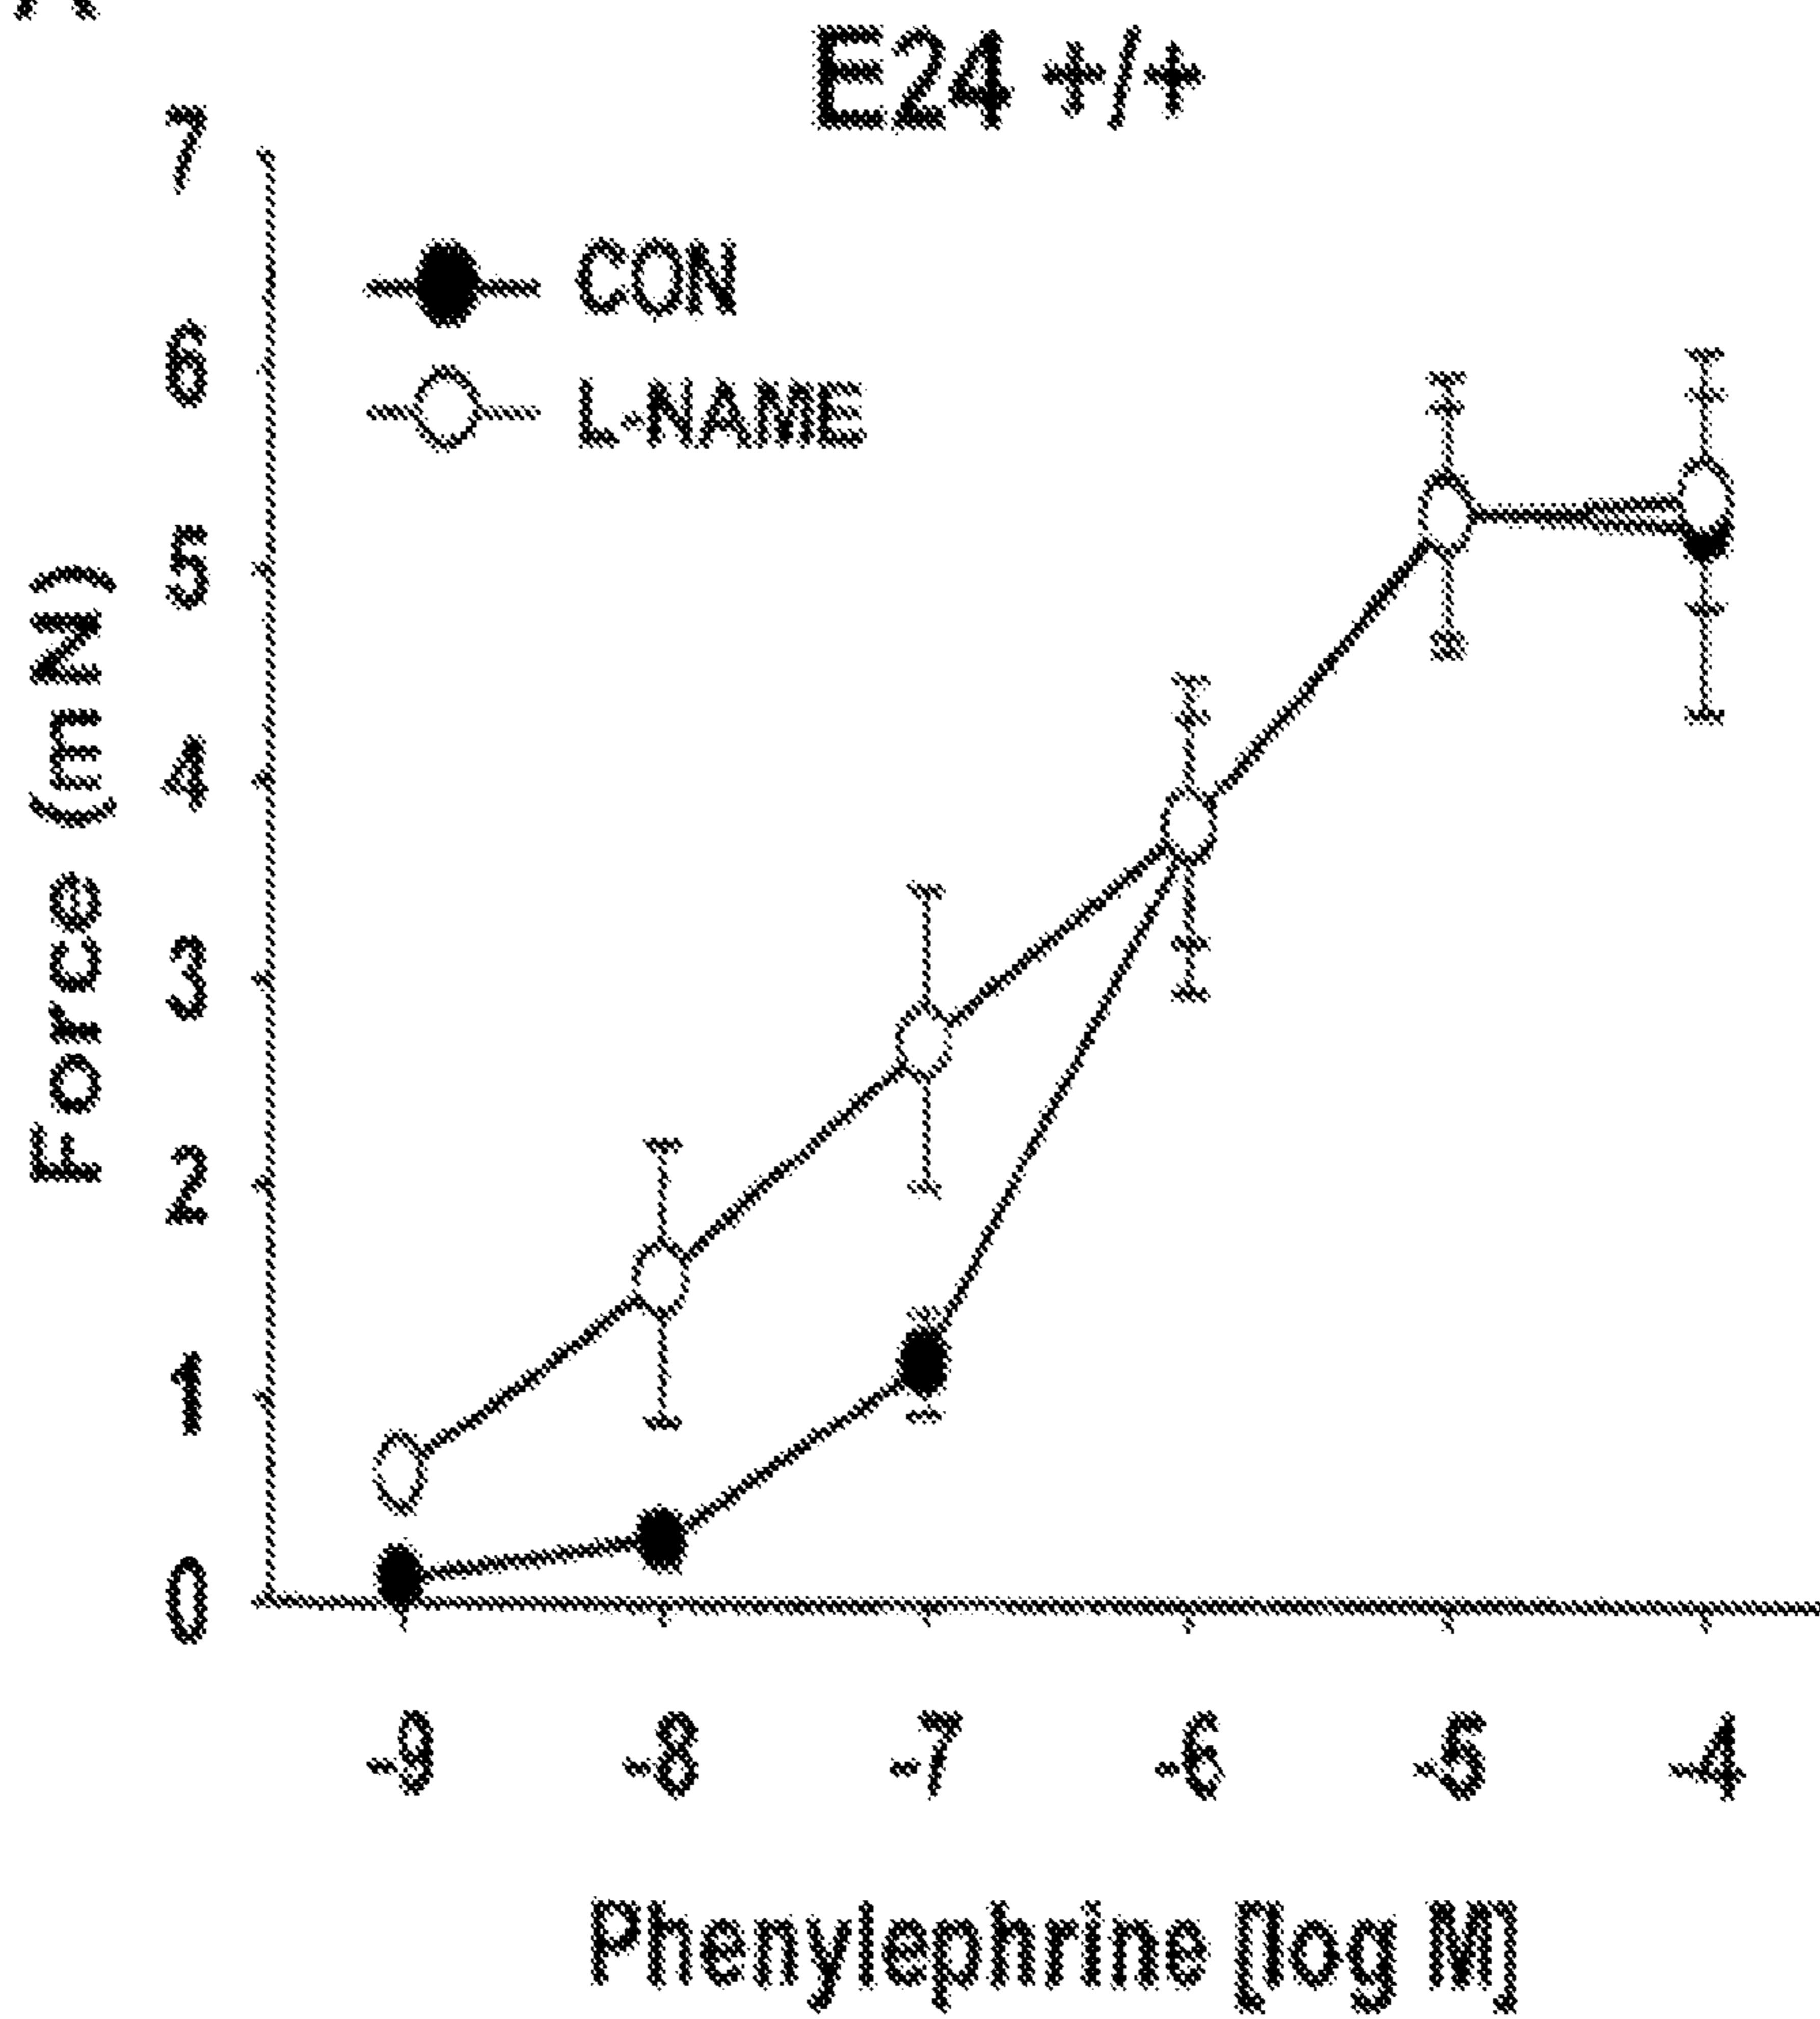 E24 +/+
7
6
5
4
3
2
1
0
Force (mN)
CON
L-NAME
-9 -8 -7 -6 -5 -4
Phenylephrine [log M]